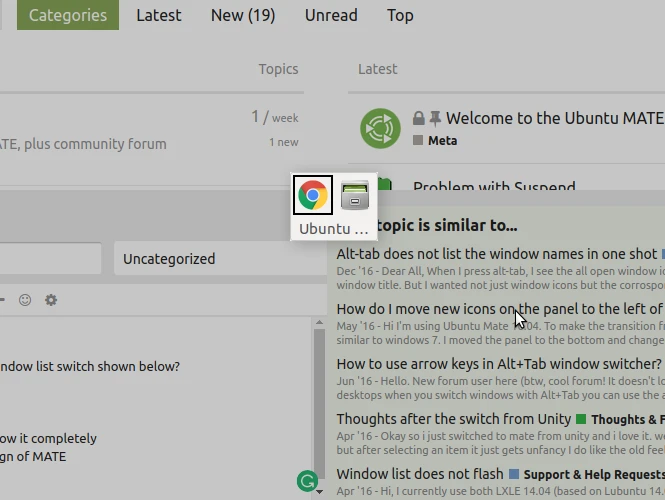 Categories Latest New (19) Unread Top
Topics Latest
1 / week
ATE, plus community forum
1 new
Welcome to the Ubuntu MATE
Meta
Problem with Suspend
Ubuntu ...
topic is similar to...
Uncategorized
ndow list switch shown below?
ow it completely
gn of MATE
Alt-tab does not list the window names in one shot
Dec '16 - Dear All, When I press alt-tab, I see the all open window ic
window title. But I wanted not just window icons but the corrospo
How do I move new icons on the panel to the left of
May '16 - Hi I'm using Ubuntu Mate 16.04. To make the transition f
similar to windows 7. I moved the panel to the bottom and change
How to use arrow keys in Alt+Tab window switcher?
Jun '16 - Hello. New forum user here (btw, cool forum! It doesn't lo
desktops when you switch windows with Alt+Tab you can use the a
Thoughts after the switch from Unity Thoughts & F
Apr '16 - Okay so i just switched to mate from unity and i love it. we
but after selecting an item it just gets unfancy I do like the old feel
Window list does not flash Support & Help Requests
Apr '16 - Hi, I currently use both LXLE 14.04 (based on Lubuntu 14.